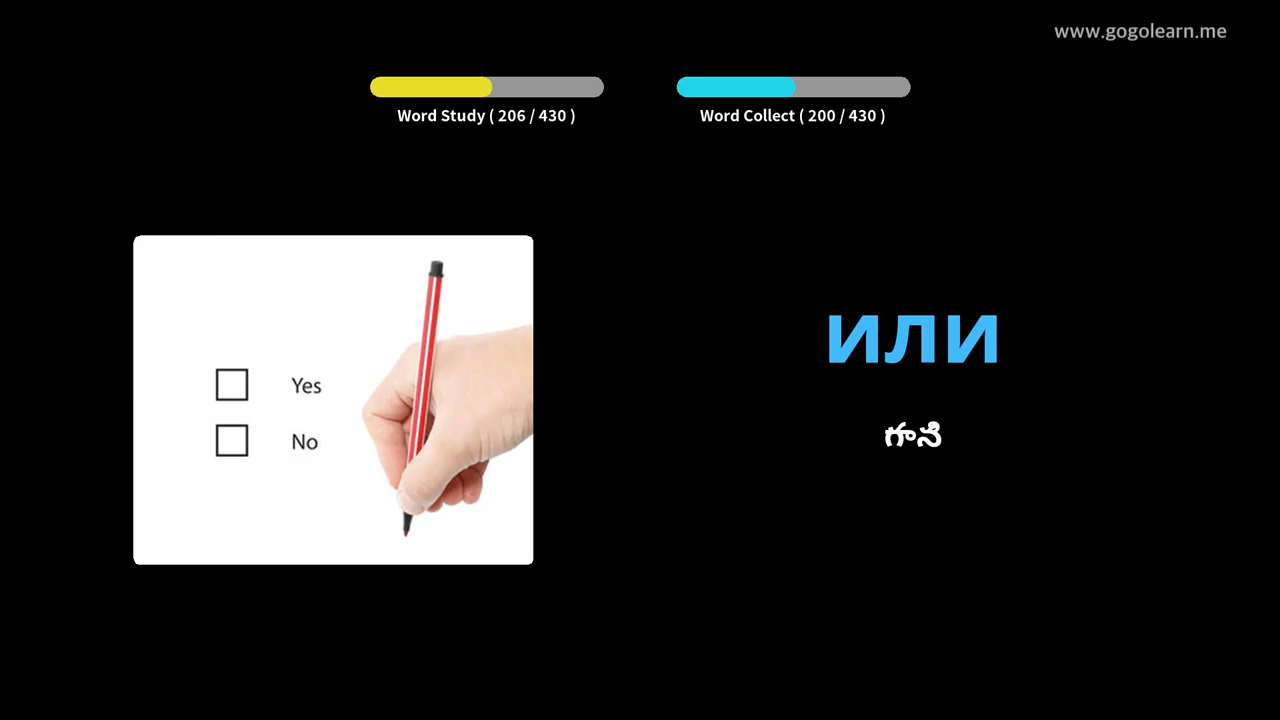 www.gogolearn.me
Word Study ( 206 / 430 )
Word Collect ( 200 / 430 )
Yes
No
или
గానీ